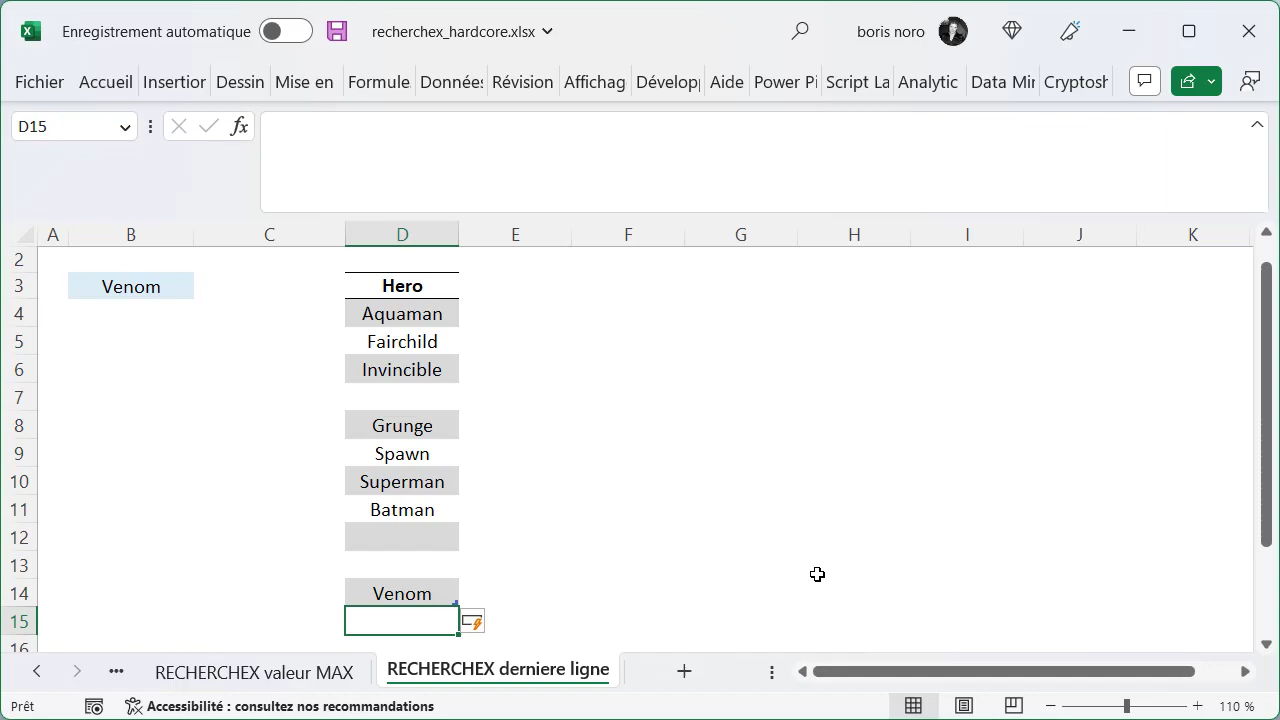 Enregistrement automatique recherchex_hardcore.xlsx boris noro
Fichier Accueil Insertior Dessin Mise en Formule Données Révision Affichag Dévelop Aide Power Pi Script La Analytic Data Mir Cryptosh
D15 fx
A B C D E F G H I J K
2
3 Venom Hero
4 Aquaman
5 Fairchild
6 Invincible
7
8 Grunge
9 Spawn
10 Superman
11 Batman
12
13
14 Venom
15
16
RECHERCHEX valeur MAX RECHERCHEX derniere ligne
Prêt Accessibilité : consultez nos recommandations 110 %